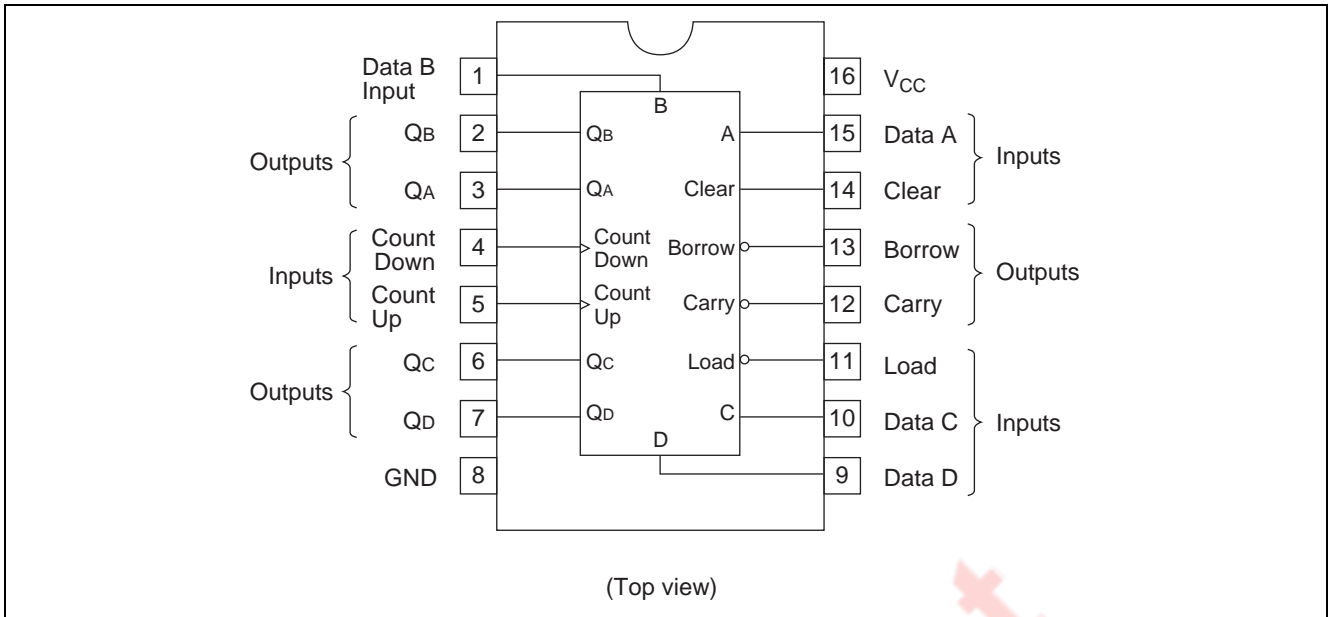 Data B
Input
1
16
VCC
B
QB
2
QB
A
15
Data A
Outputs
Inputs
QA
3
QA
Clear
14
Clear
Count
Down
4
Count
Down
Borrow
13
Borrow
Inputs
Outputs
Count
Up
5
Count
Up
Carry
12
Carry
QC
6
QC
Load
11
Load
Outputs
QD
7
QD
C
10
Data C
Inputs
D
GND
8
9
Data D
(Top view)